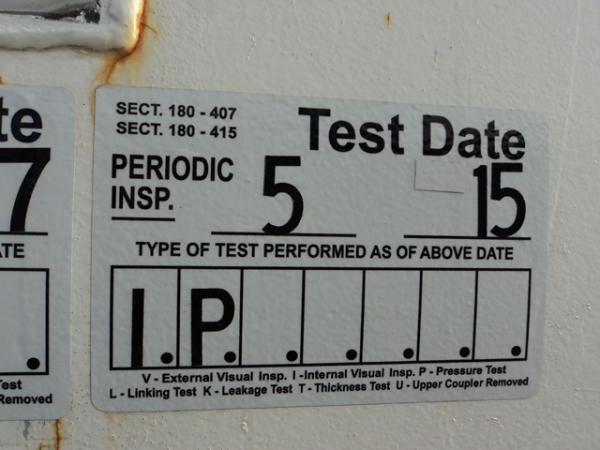 te
7
TE
.
est
Removed
SECT. 180 - 407
SECT. 180 - 415
Test Date
PERIODIC
INSP.
5 15
TYPE OF TEST PERFORMED AS OF ABOVE DATE
I. P. . . . . .
V - External Visual Insp. I - Internal Visual Insp. P - Pressure Test
L - Linking Test K - Leakage Test T - Thickness Test U - Upper Coupler Removed